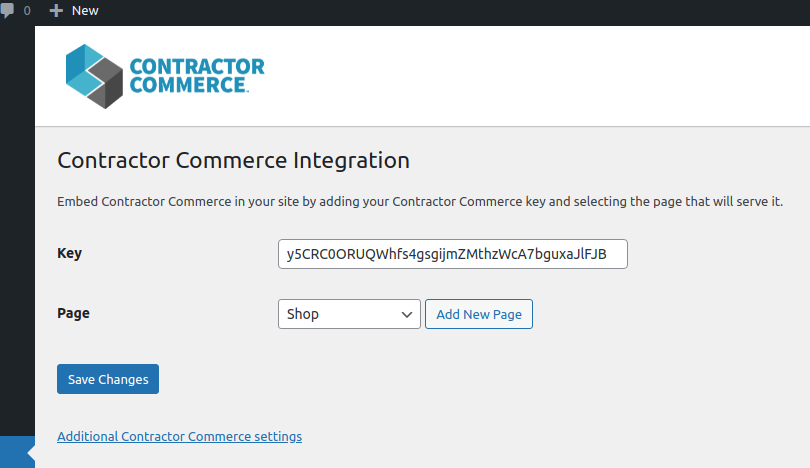 0 New
CONTRACTOR
COMMERCE.
Contractor Commerce Integration
Embed Contractor Commerce in your site by adding your Contractor Commerce key and selecting the page that will serve it.
Key y5CRC0ORUQWhfs4gsgijmZMthzWcA7bguxaJlFJB
Page Shop Add New Page
Save Changes
Additional Contractor Commerce settings